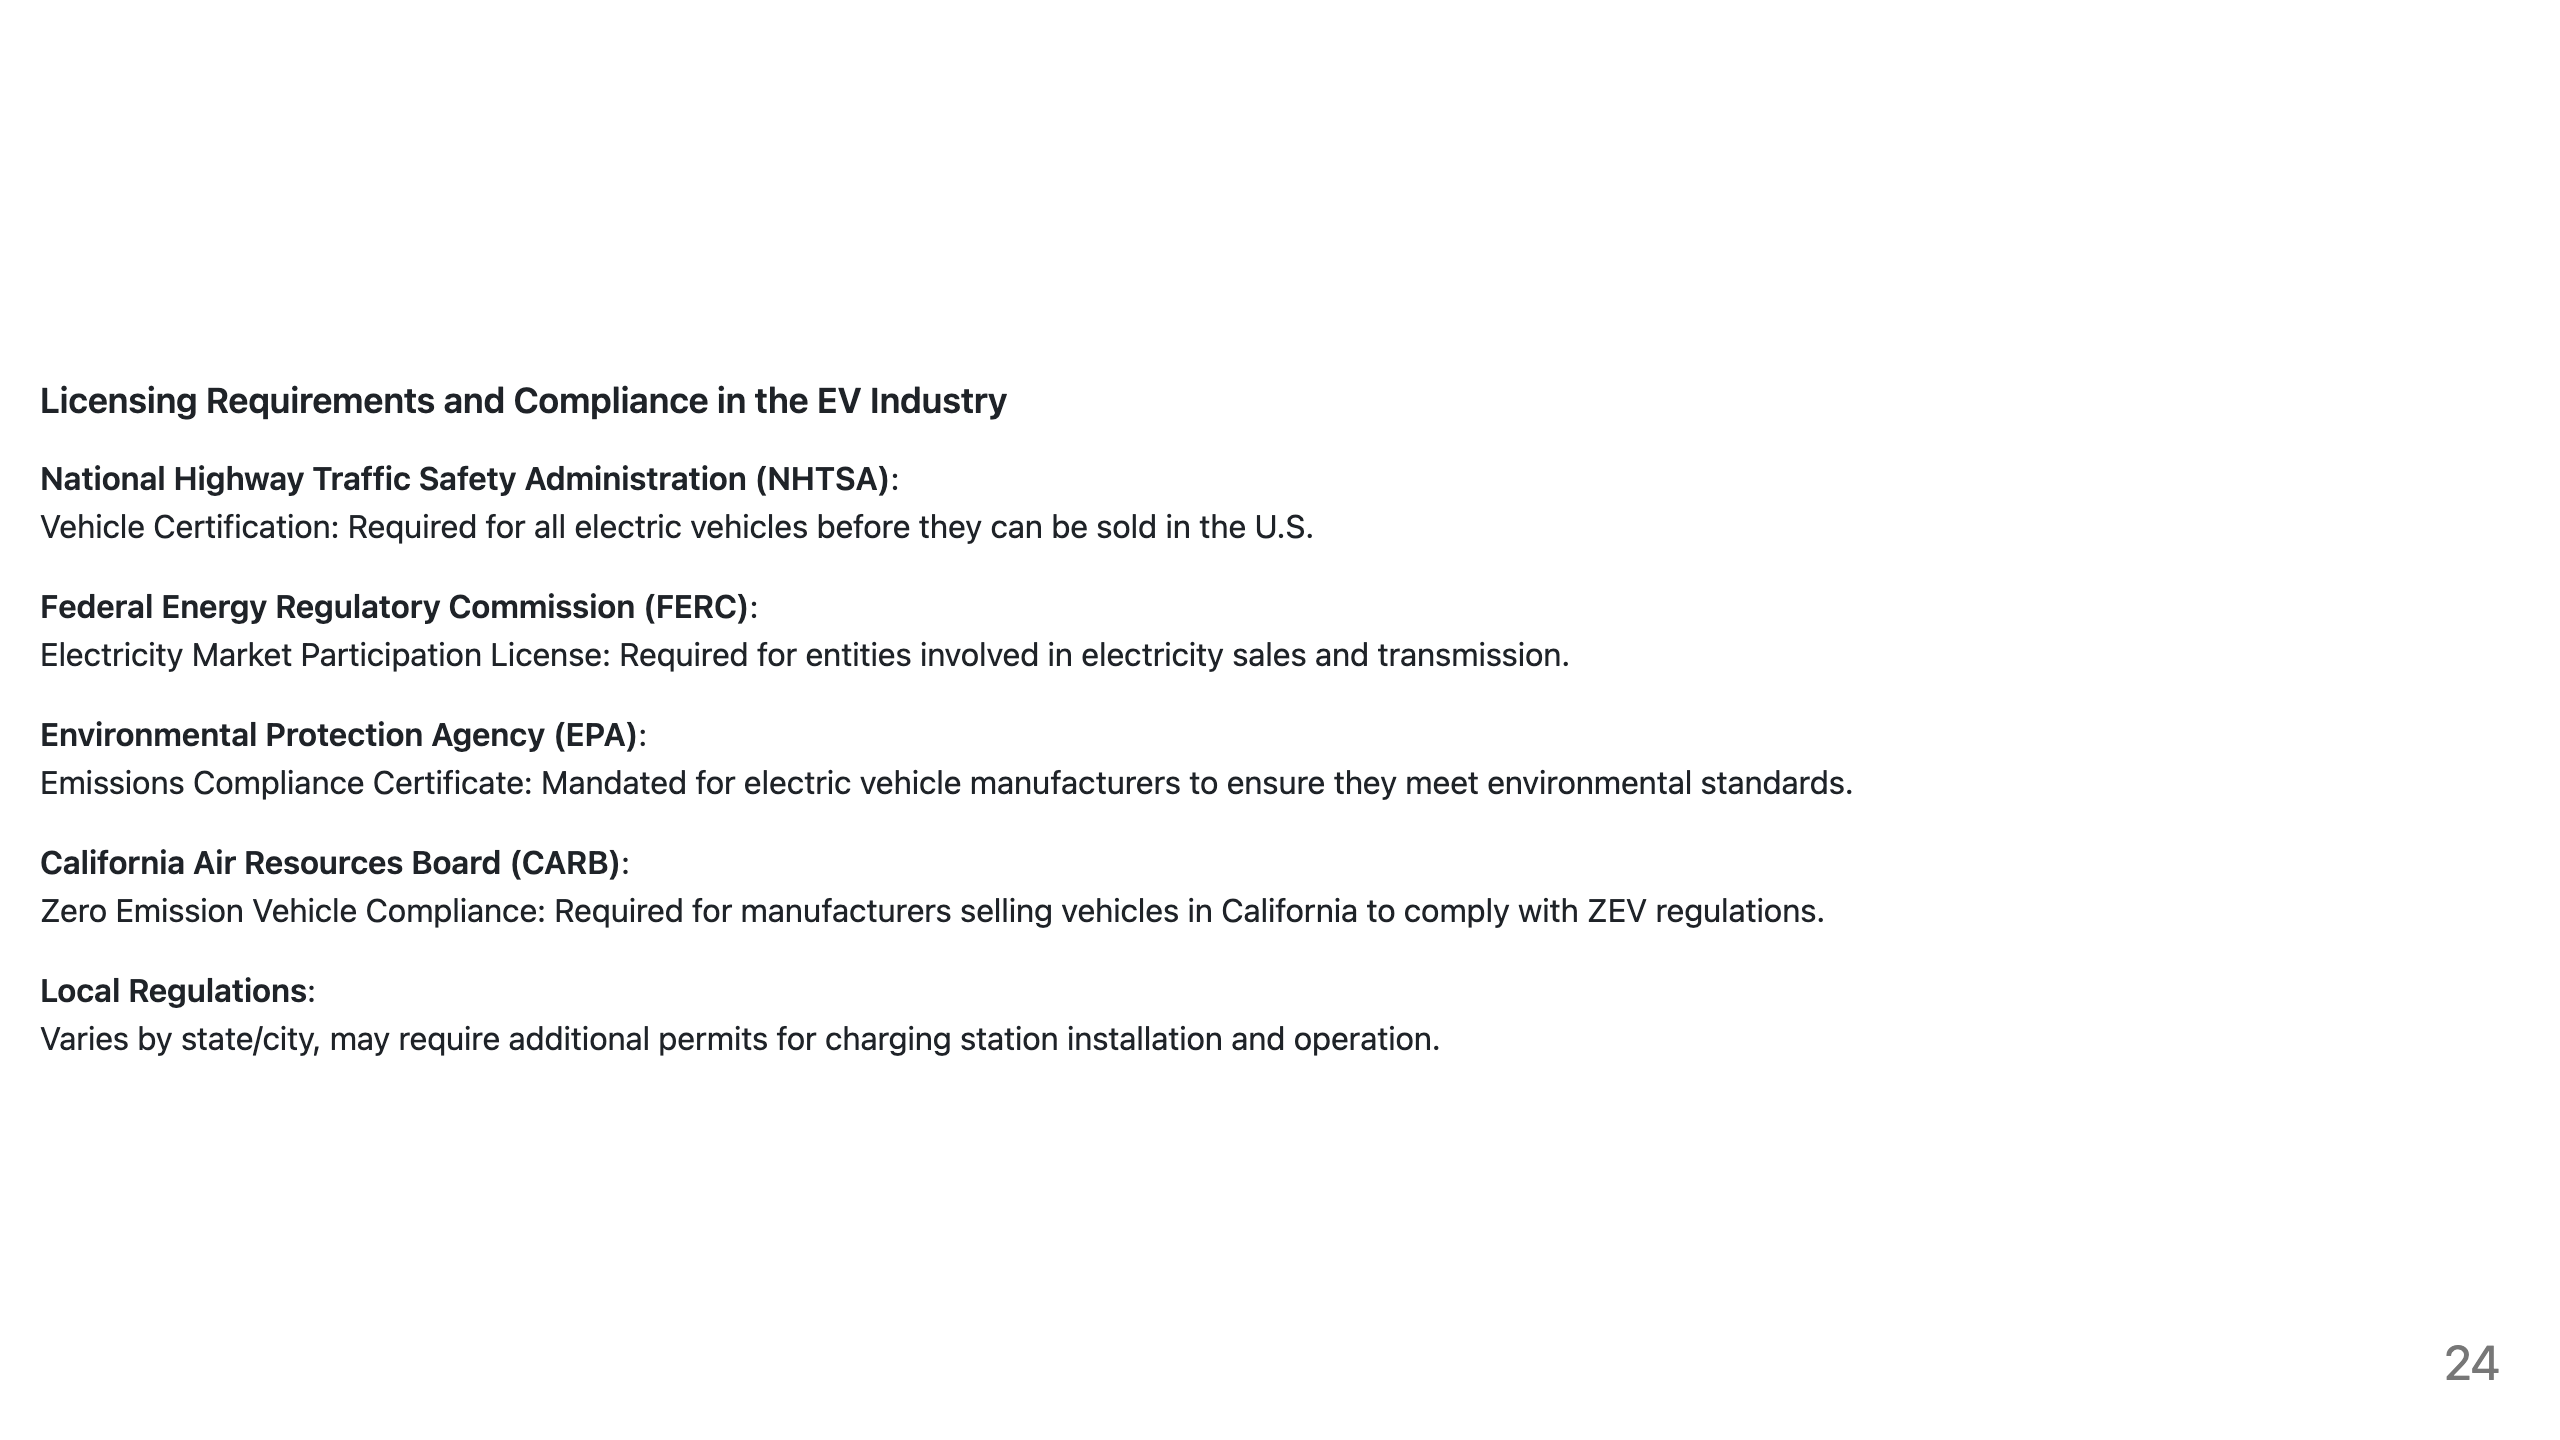 Licensing Requirements and Compliance in the EV Industry
National Highway Traffic Safety Administration (NHTSA):
Vehicle Certification: Required for all electric vehicles before they can be sold in the U.S.
Federal Energy Regulatory Commission (FERC):
Electricity Market Participation License: Required for entities involved in electricity sales and transmission.
Environmental Protection Agency (EPA):
Emissions Compliance Certificate: Mandated for electric vehicle manufacturers to ensure they meet environmental standards.
California Air Resources Board (CARB):
Zero Emission Vehicle Compliance: Required for manufacturers selling vehicles in California to comply with ZEV regulations.
Local Regulations:
Varies by state/city, may require additional permits for charging station installation and operation.
24